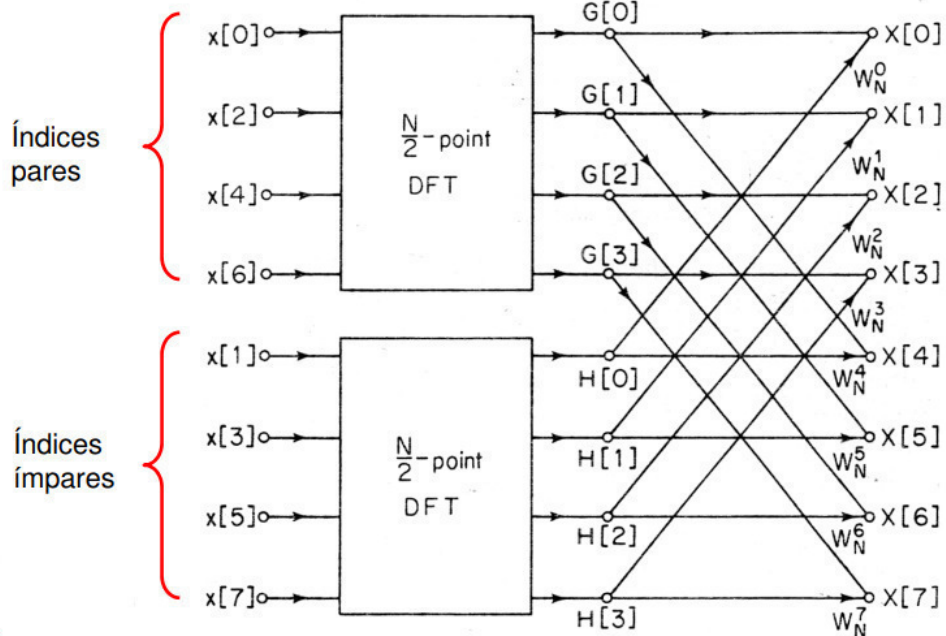 Índices
pares
x[0]
x[2]
x[4]
x[6]
N/2-point
DFT
G[0]
G[1]
G[2]
G[3]
X[0]
W_N^0
X[1]
W_N^1
X[2]
W_N^2
X[3]
W_N^3
Índices
ímpares
x[1]
x[3]
x[5]
x[7]
N/2-point
DFT
H[0]
H[1]
H[2]
H[3]
X[4]
W_N^4
X[5]
W_N^5
X[6]
W_N^6
X[7]
W_N^7